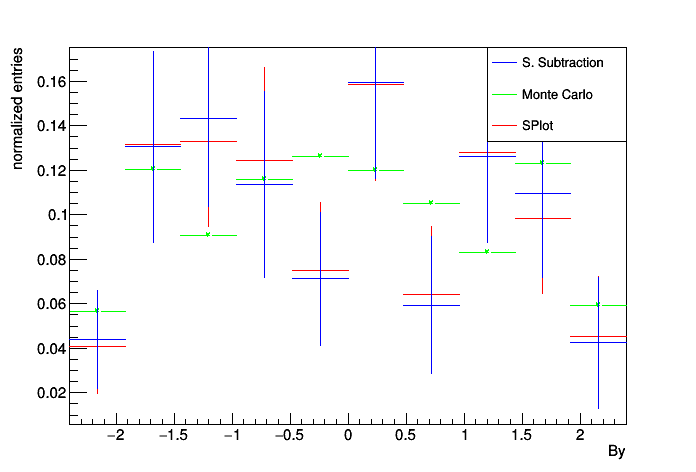 normalized entries
0.16
0.14
0.12
0.1
0.08
0.06
0.04
0.02
S. Subtraction
Monte Carlo
SPlot
−2 −1.5 −1 −0.5 0 0.5 1 1.5 2
By